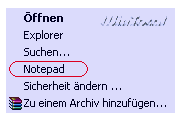 Öffnen
Explorer
Suchen...
Notepad
Sicherheit ändern ...
Zu einem Archiv hinzufügen...